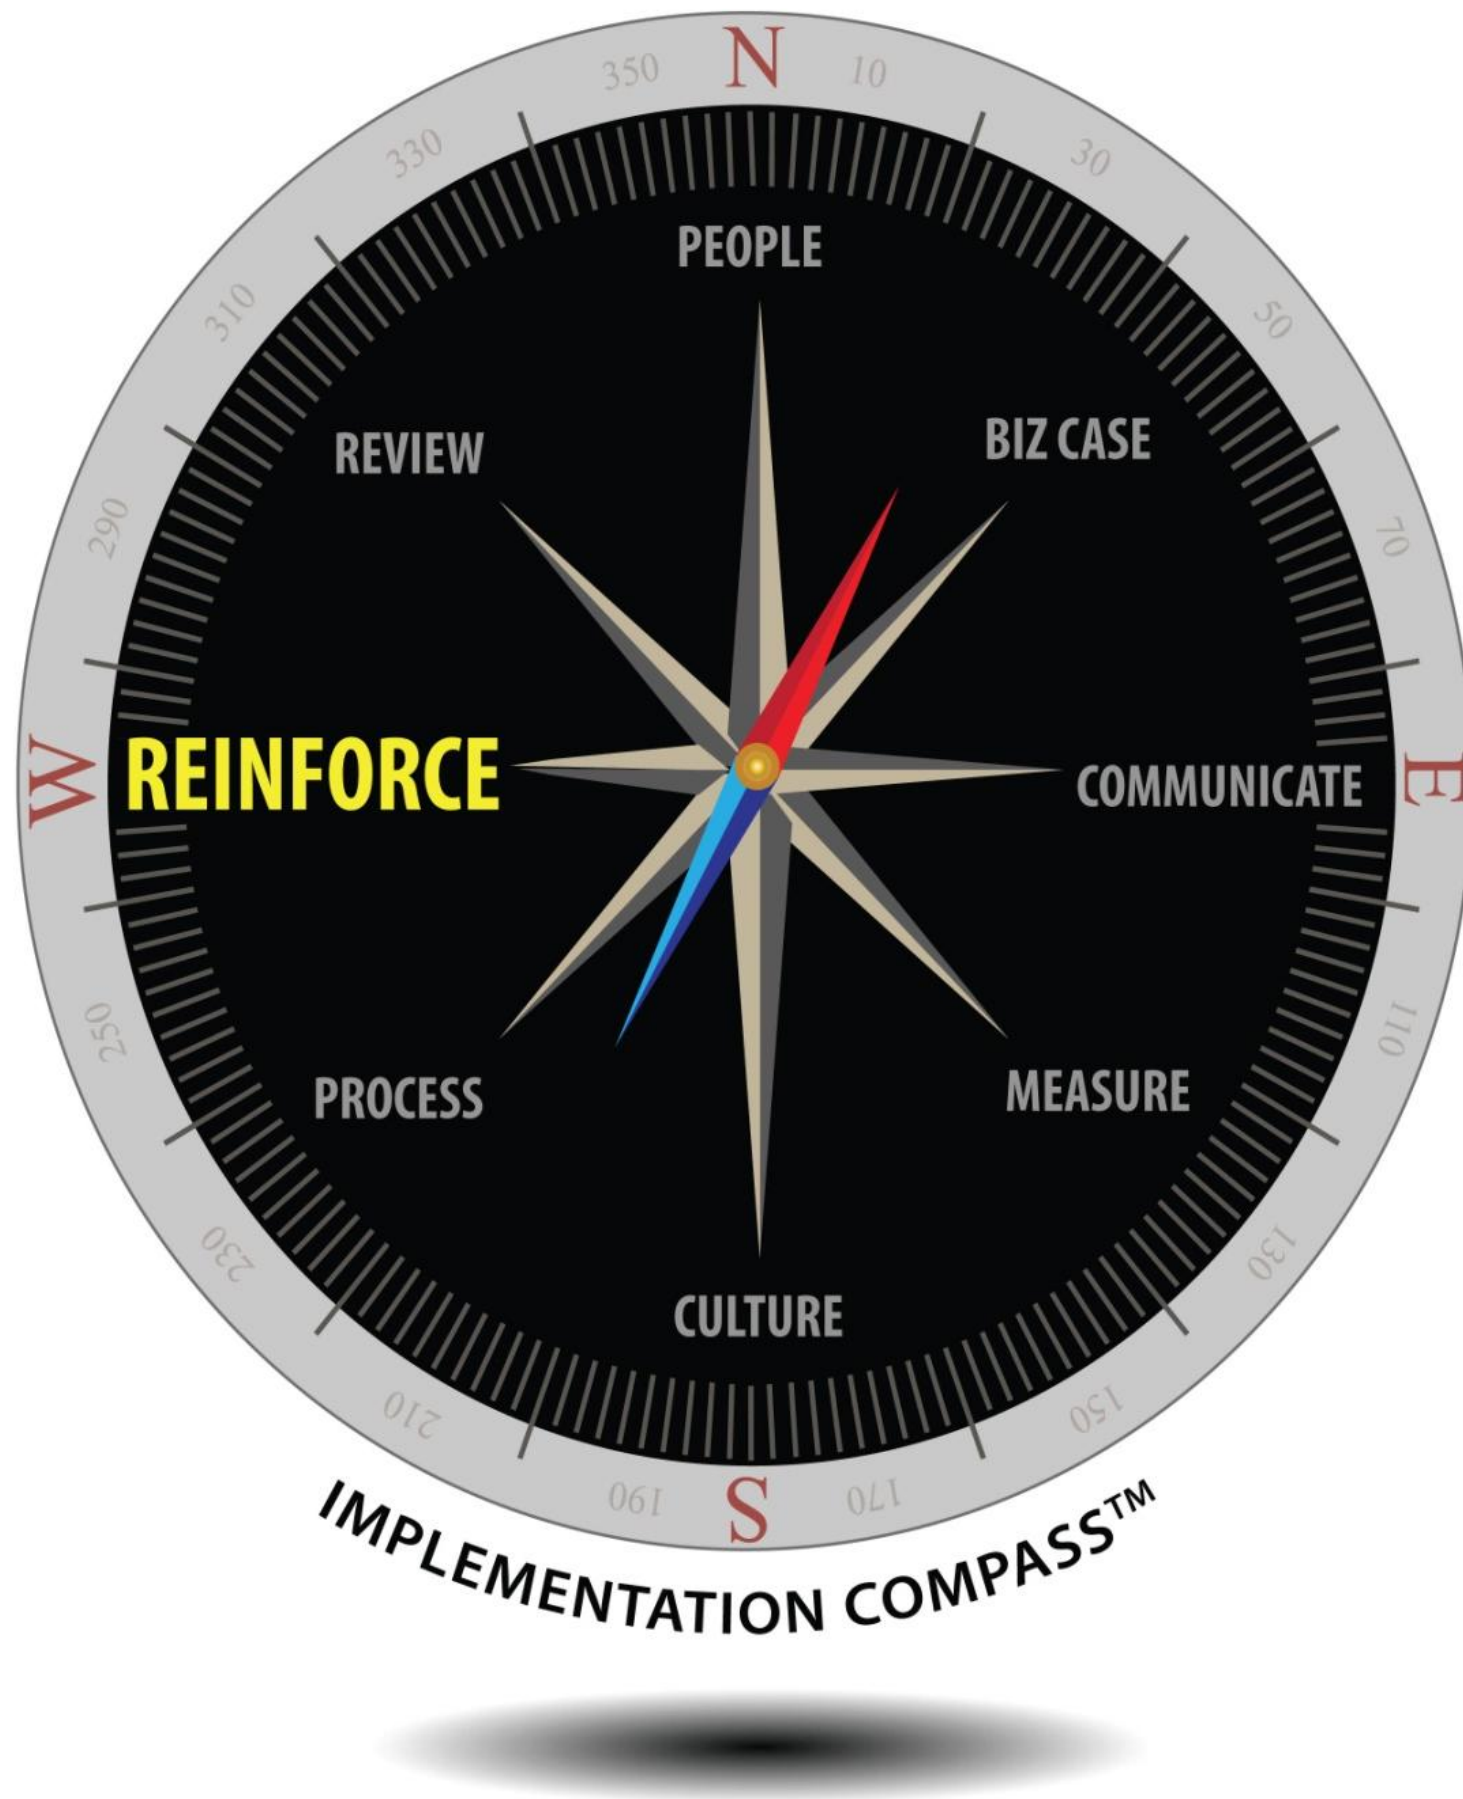 N
350
10
330
30
310
50
290
70
PEOPLE
REVIEW
BIZ CASE
W
REINFORCE
COMMUNICATE
E
PROCESS
MEASURE
CULTURE
250
110
230
130
210
150
190
170
S
IMPLEMENTATION COMPASS™